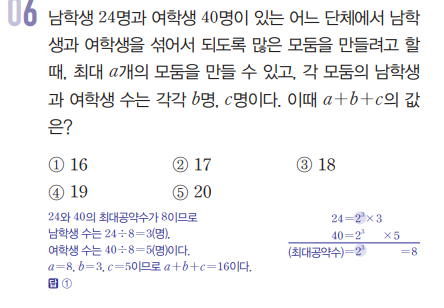 06 남학생 24명과 여학생 40명이 있는 어느 단체에서 남학
생과 여학생을 섞어서 되도록 많은 모둠을 만들려고 할
때, 최대 a개의 모둠을 만들 수 있고, 각 모둠의 남학생
과 여학생 수는 각각 b명, c명이다. 이때 a+b+c의 값
은?
① 16 ② 17 ③ 18
④ 19 ⑤ 20
24와 40의 최대공약수가 8이므로
남학생 수는 24÷8=3(명),
여학생 수는 40÷8=5(명)이다.
a=8, b=3, c=5이므로 a+b+c=16이다.
답 ①
24=2³×3
40=2³ ×5
(최대공약수)=2³ =8